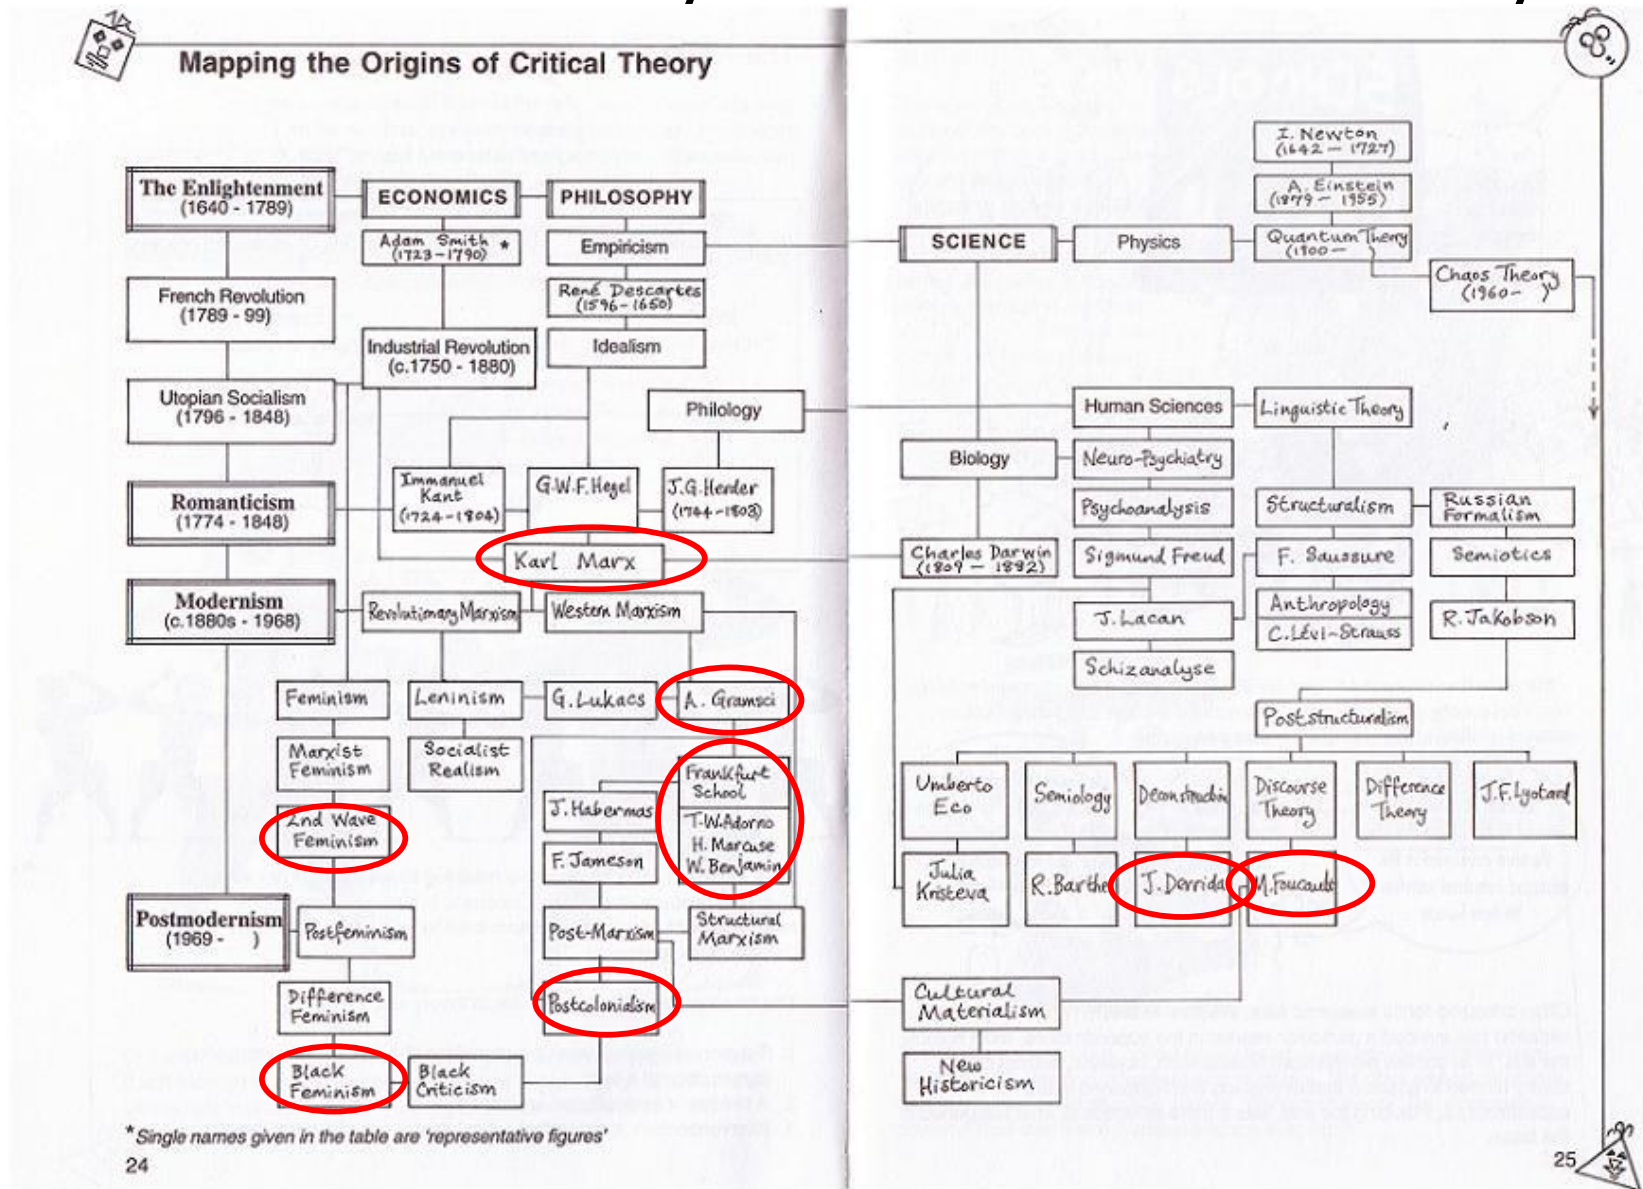 Mapping the Origins of Critical Theory
The Enlightenment
(1640 - 1789)
ECONOMICS
PHILOSOPHY
Adam Smith *
(1723-1790)
Empiricism
French Revolution
(1789 - 99)
René Descartes
(1596-1650)
Industrial Revolution
(c.1750 - 1880)
Idealism
Utopian Socialism
(1796 - 1848)
Philology
Romanticism
(1774 - 1848)
Immanuel
Kant
(1724-1804)
G.W.F.Hegel
J.G.Herder
(1744-1803)
Karl Marx
Modernism
(c.1880s - 1968)
Revolutionary Marxism
Western Marxism
Feminism
Leninism
G.Lukacs
A. Gramsci
Marxist
Feminism
Socialist
Realism
Frankfurt
School
T.W.Adorno
H. Marcuse
W. Benjamin
2nd Wave
Feminism
J. Habermas
F. Jameson
Postmodernism
(1969 - )
Postfeminism
Post-Marxism
Structural
Marxism
Difference
Feminism
Postcolonialism
Black
Feminism
Black
Criticism
*Single names given in the table are 'representative figures'
24
I. Newton
(1642 - 1727)
A. Einstein
(1879 - 1955)
SCIENCE
Physics
Quantum Theory
(1900 -
Chaos Theory
(1960- )
Human Sciences
Linguistic Theory
Biology
Neuro-Psychiatry
Psychoanalysis
Structuralism
Russian
Formalism
Charles Darwin
(1809 - 1882)
Sigmund Freud
F. Saussure
Semiotics
J. Lacan
Anthropology
C.Lévi-Strauss
R. Jakobson
Schizanalyse
Poststructuralism
Umberto
Eco
Semiology
Deconstruction
Discourse
Theory
Difference
Theory
J.F.Lyotard
Julia
Kristeva
R. Barthe
J. Derrida
M.Foucault
Cultural
Materialism
New
Historicism
25